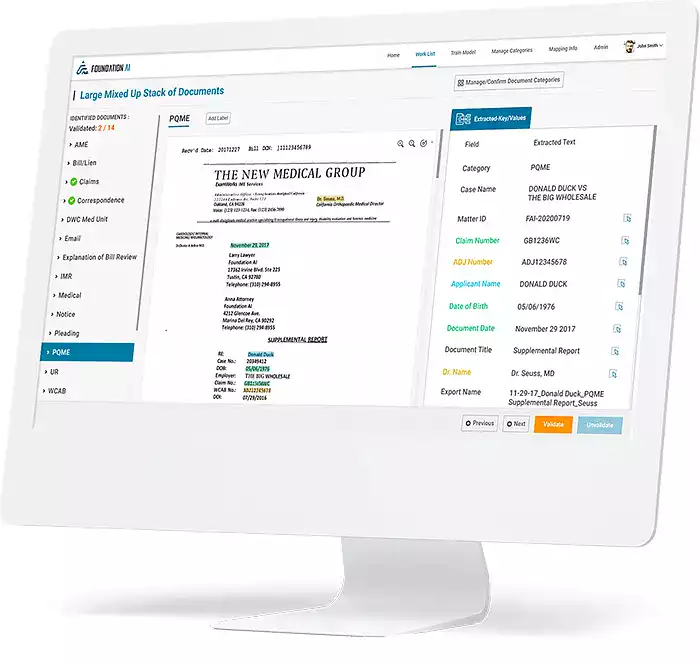 FOUNDATION AI
Home
Work List
Train Model
Manage Categories
Mapping Info
Admin
John Smith
Large Mixed Up Stack of Documents
Manage/Confirm Document Categories
IDENTIFIED DOCUMENTS :
Validated: 2 / 14
AME
Bill/Lien
Claims
Correspondence
DWC Med Unit
Email
Explanation of Bill Review
IMR
Medical
Notice
Pleading
PQME
UR
WCAB
PQME
Add Label
Recv'd Date: 20171227 Bill DCN: 111123456789
THE NEW MEDICAL GROUP
ExamWorks IME Services
Oakland, CA 94226
Dr. Seuss, M.D.
California Orthopaedic Medical Director
November 29, 2017
Larry Lawyer
Foundation AI
17362 Irvine Blvd. Ste 225
Tustin, CA 92780
Telephone: (310) 294-8955
Anna Attorney
Foundation AI
4212 Glencoe Ave.
Marina Del Rey, CA 90292
Telephone: (310) 294-8955
SUPPLEMENTAL REPORT
RE: Donald Duck
Case No.: 20349412
DOB: 05/06/1976
Employer: THE BIG WHOLESALE
Claim No.: GB1236WC
WCAB No.: ADJ12345678
DOI: 07/29/2016
Extracted-Key/Values
Field Extracted Text
Category PQME
Case Name DONALD DUCK VS
THE BIG WHOLESALE
Matter ID FAI-20200719
Claim Number GB1236WC
ADJ Number ADJ12345678
Applicant Name DONALD DUCK
Date of Birth 05/06/1976
Document Date November 29 2017
Document Title Supplemental Report
Dr. Name Dr. Seuss, MD
Export Name 11-29-17_Donald Duck_PQME
Supplemental Report_Seuss
Previous
Next
Validate
Unvalidate